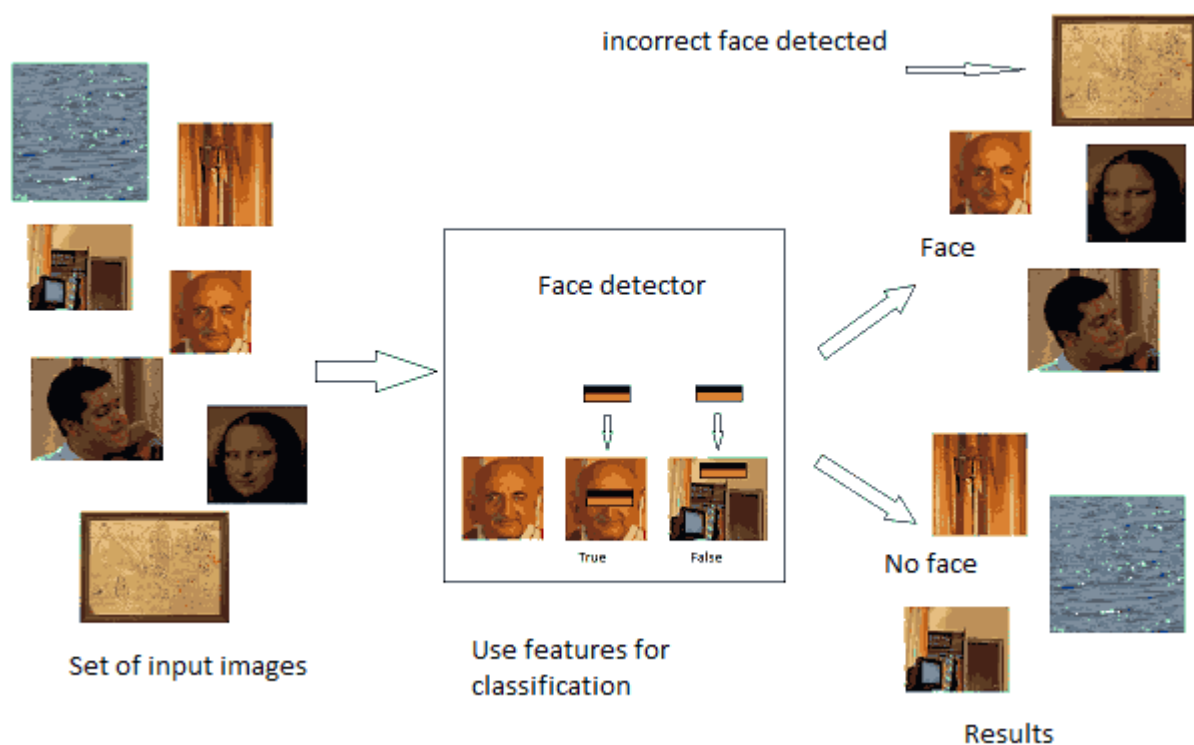 incorrect face detected
Face
Face detector
True
False
No face
Set of input images
Use features for
classification
Results